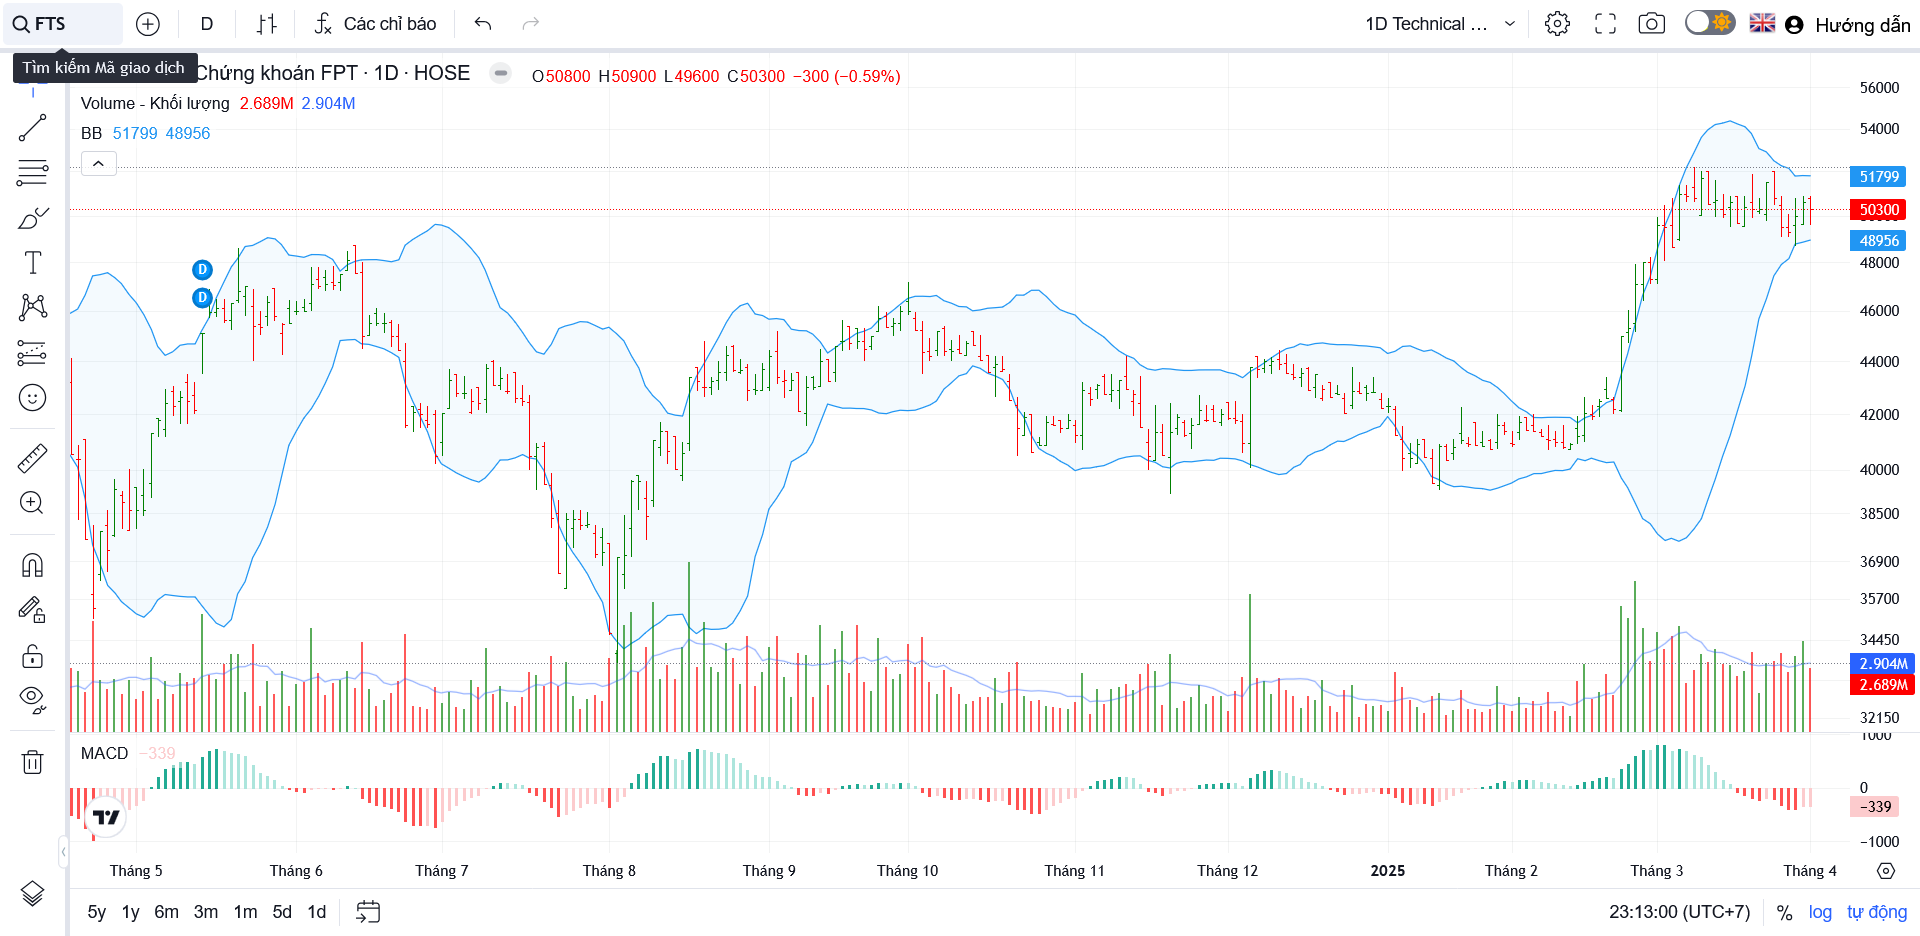 FTS D Các chỉ báo 1D Technical ... Hướng dẫn
Tìm kiếm Mã giao dịch
Chứng khoán FPT · 1D · HOSE O50800 H50900 L49600 C50300 −300 (−0.59%)
Volume - Khối lượng 2.689M 2.904M
BB 51799 48956
56000
54000
51799
50300
48956
48000
46000
44000
42000
40000
38500
36900
35700
34450
2.904M
2.689M
32150
D
D
MACD −339
1000
0
−339
−1000
Tháng 5 Tháng 6 Tháng 7 Tháng 8 Tháng 9 Tháng 10 Tháng 11 Tháng 12 2025 Tháng 2 Tháng 3 Tháng 4
5y 1y 6m 3m 1m 5d 1d 23:13:00 (UTC+7) % log tự động